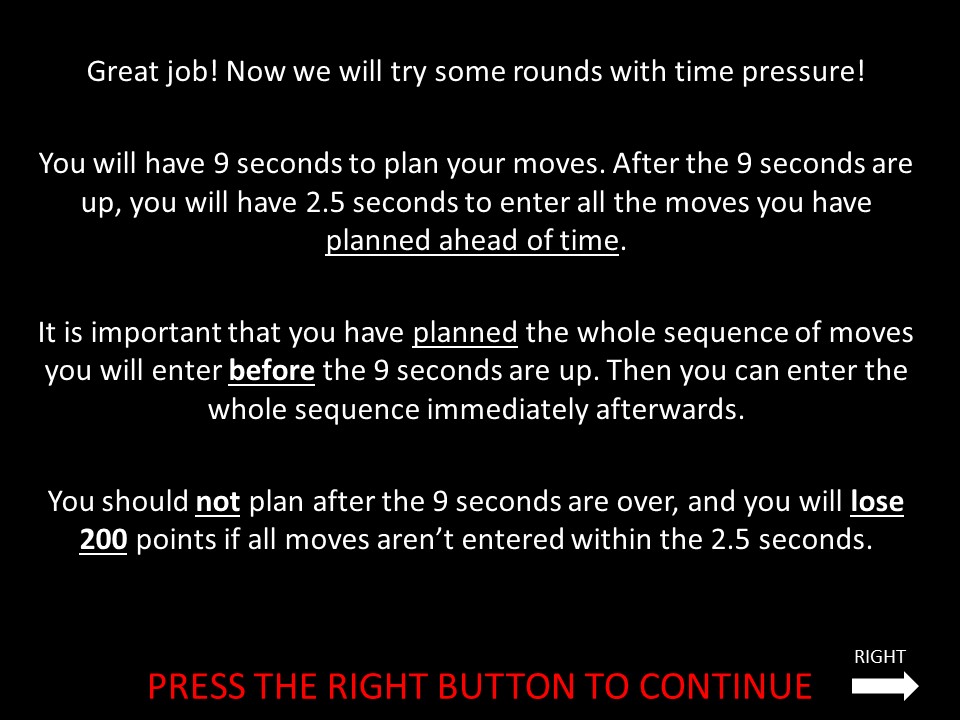 Great job! Now we will try some rounds with time pressure!
You will have 9 seconds to plan your moves. After the 9 seconds are
up, you will have 2.5 seconds to enter all the moves you have
planned ahead of time.
It is important that you have planned the whole sequence of moves
you will enter before the 9 seconds are up. Then you can enter the
whole sequence immediately afterwards.
You should not plan after the 9 seconds are over, and you will lose
200 points if all moves aren’t entered within the 2.5 seconds.
RIGHT
PRESS THE RIGHT BUTTON TO CONTINUE